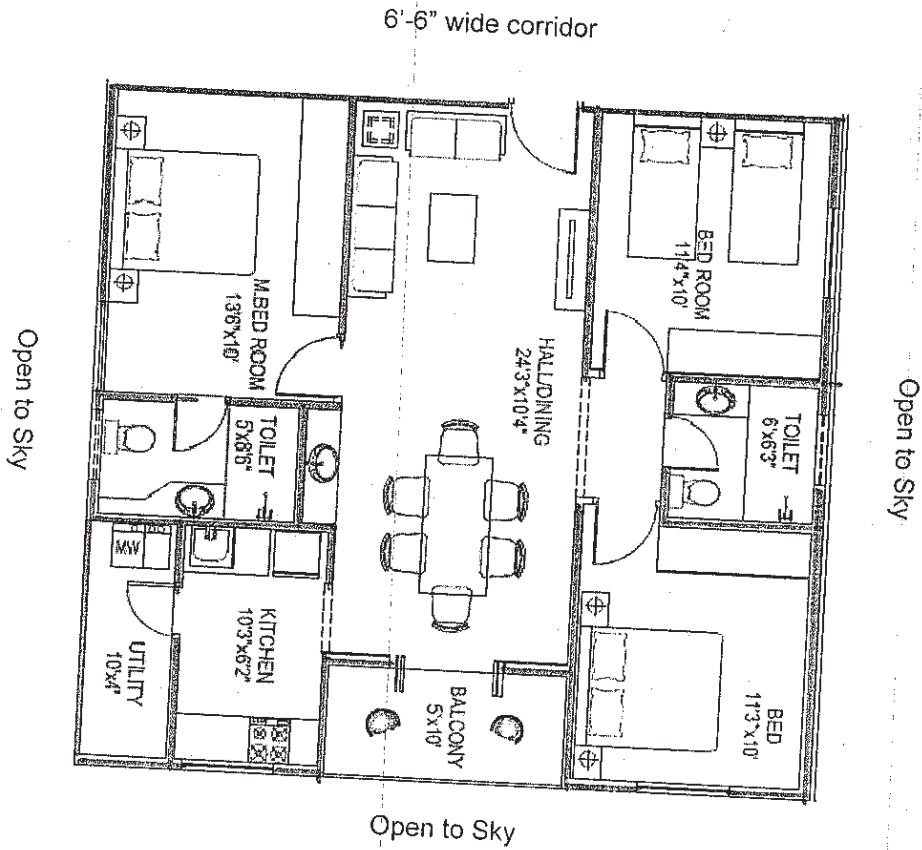 6'-6" wide corridor
M.BED ROOM
13'6"x10'
HALL/DINING
24'3"x10'4"
BED ROOM
11'4"x10'
TOILET
5'x8'6"
TOILET
6'x6'3"
MW
UTILITY
10'x4'
KITCHEN
10'3"x6'2"
BALCONY
5'x10'
BED
11'3"x10'
Open to Sky
Open to Sky
Open to Sky